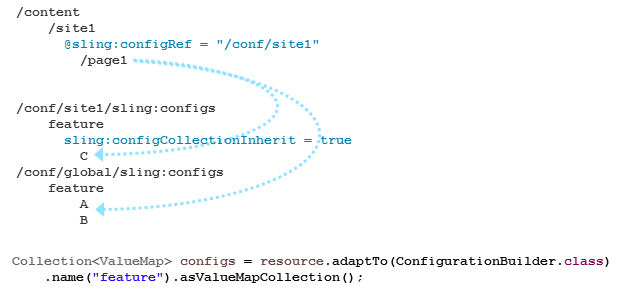 /content
/site1
@sling:configRef = "/conf/site1"
/page1
/conf/site1/sling:configs
feature
sling:configCollectionInherit = true
C
/conf/global/sling:configs
feature
A
B
Collection<ValueMap> configs = resource.adaptTo(ConfigurationBuilder.class)
.name("feature").asValueMapCollection();